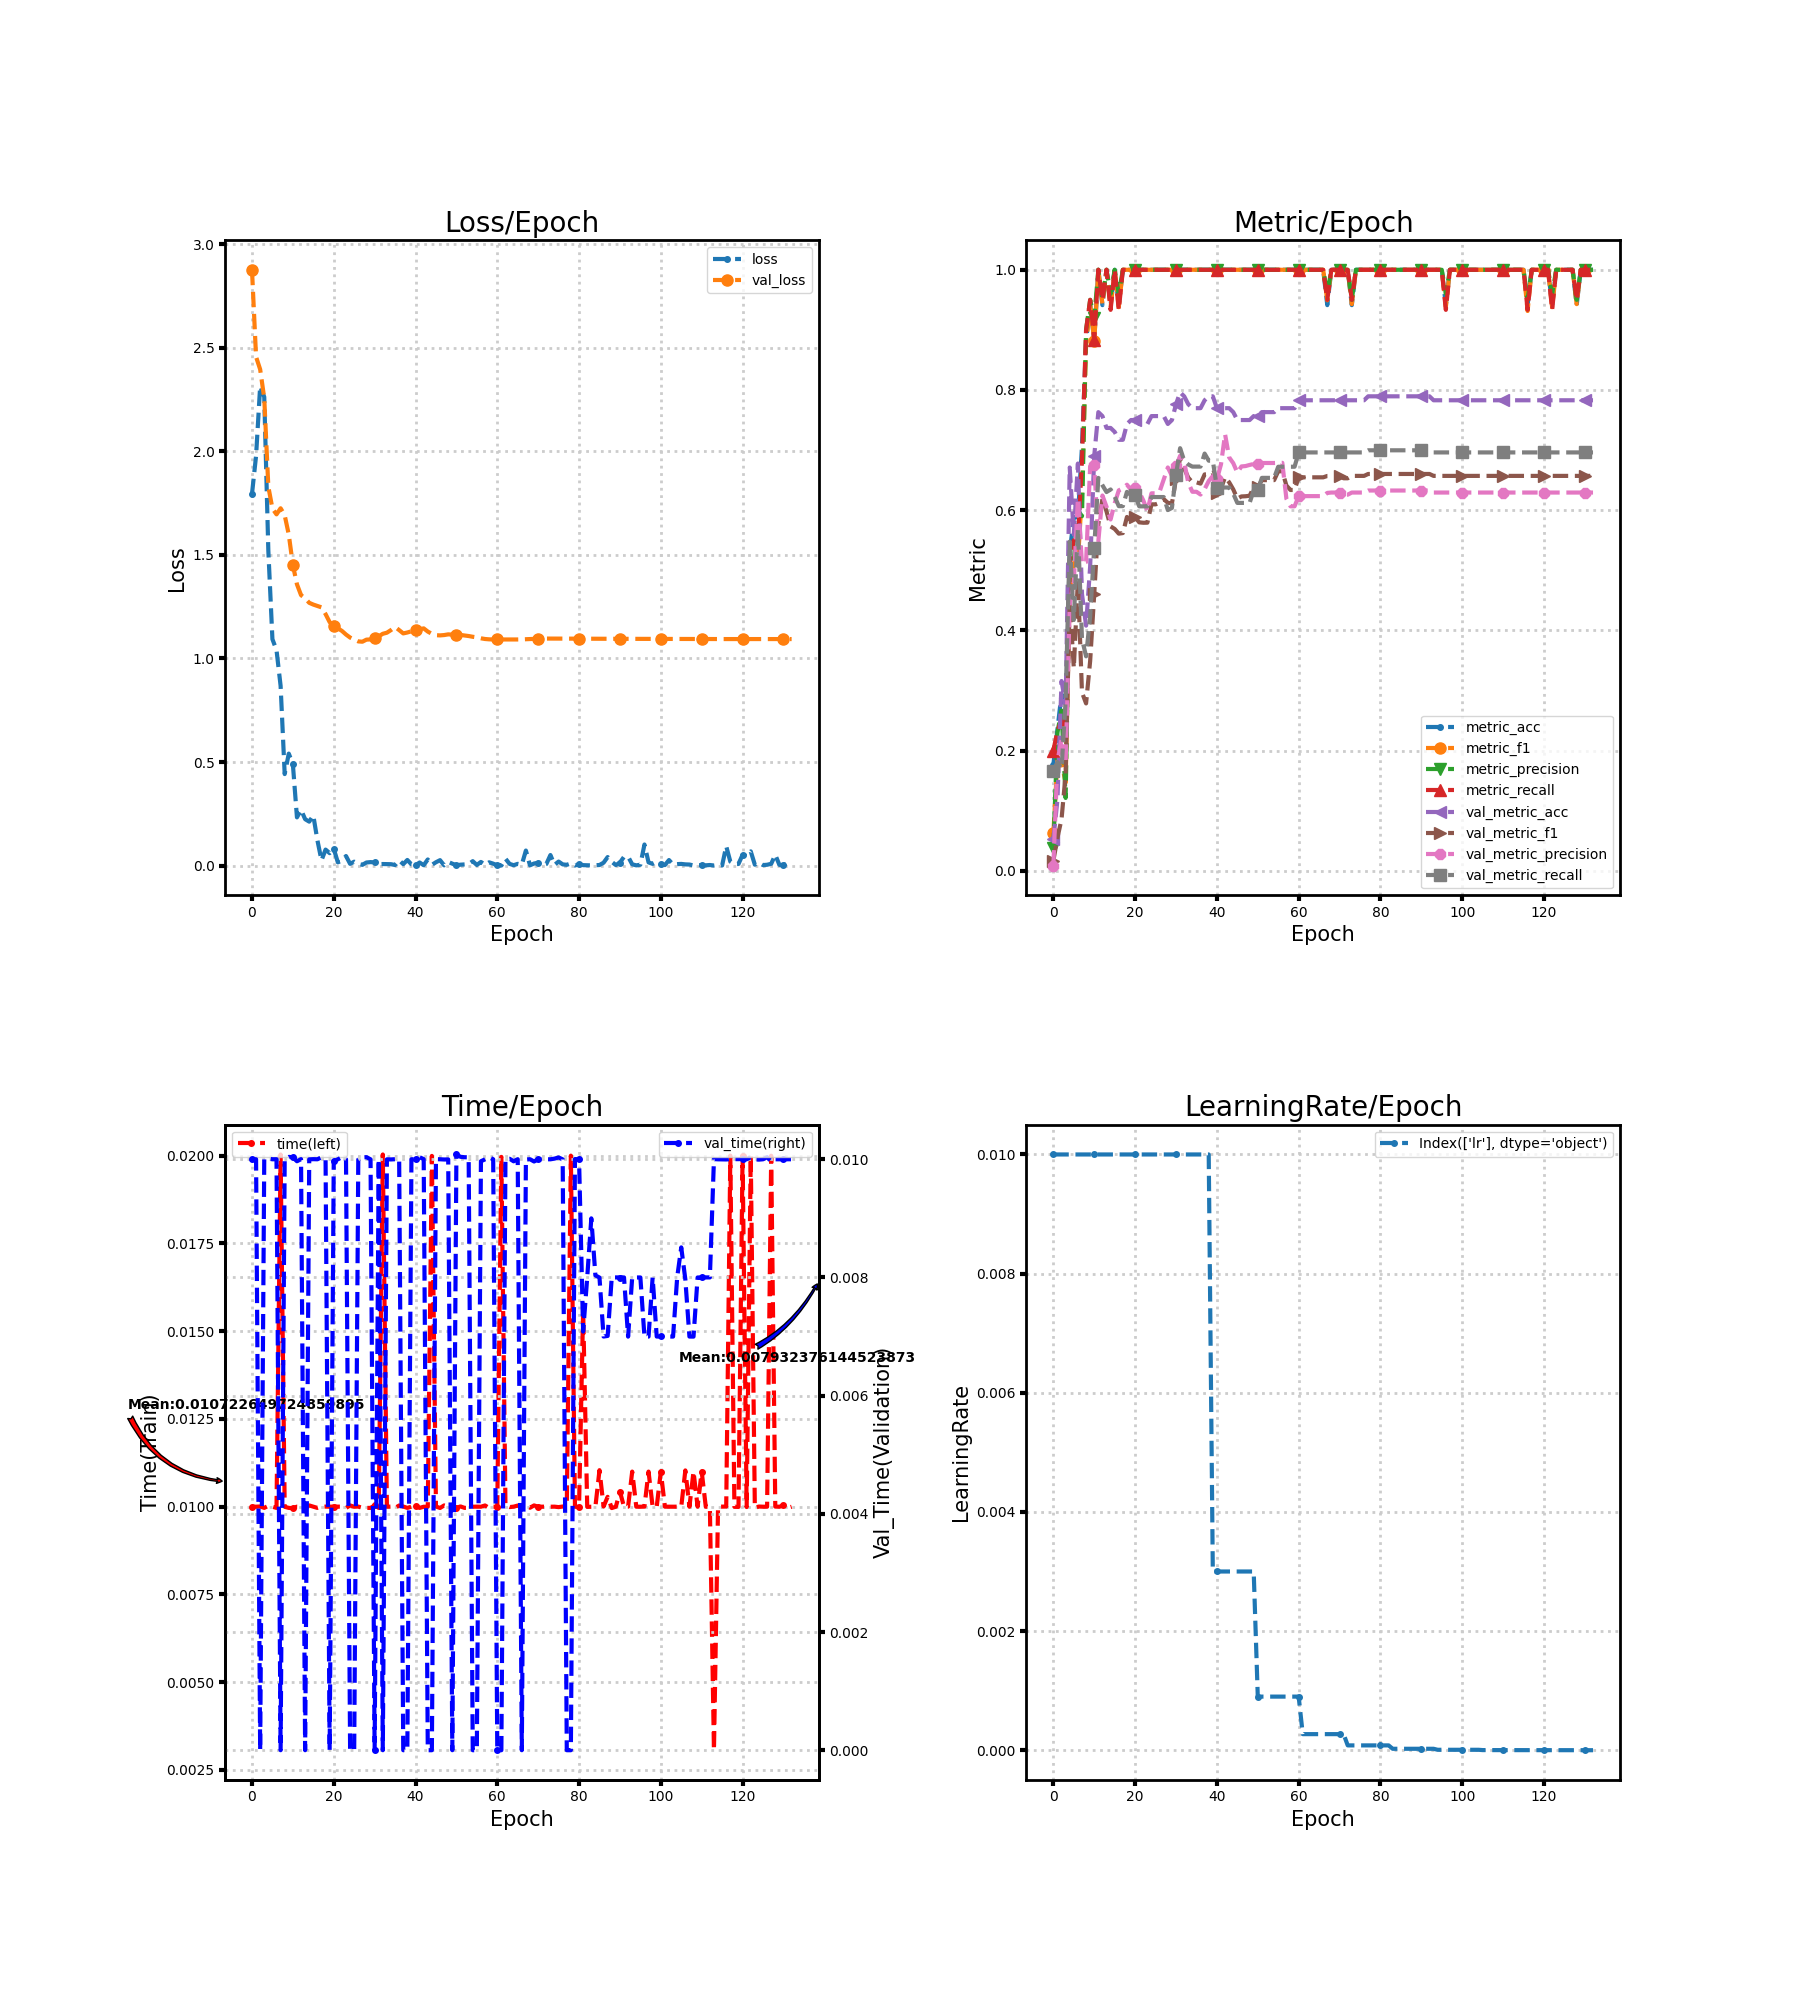 Loss/Epoch
3.0
2.5
2.0
1.5
1.0
0.5
0.0
Loss
loss
val_loss
0 20 40 60 80 100 120
Epoch
Metric/Epoch
1.0
0.8
0.6
0.4
0.2
0.0
Metric
metric_acc
metric_f1
metric_precision
metric_recall
val_metric_acc
val_metric_f1
val_metric_precision
val_metric_recall
0 20 40 60 80 100 120
Epoch
Time/Epoch
time(left)
val_time(right)
0.0200
0.0175
0.0150
0.0125
0.0100
0.0075
0.0050
0.0025
Time(Train)
0.010
0.008
0.006
0.004
0.002
0.000
Val_Time(Validation)
0 20 40 60 80 100 120
Epoch
LearningRate/Epoch
Index(['lr'], dtype='object')
0.010
0.008
0.006
0.004
0.002
0.000
LearningRate
0 20 40 60 80 100 120
Epoch